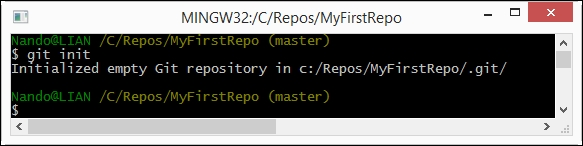 MINGW32:/C/Repos/MyFirstRepo
Nando@LIAN /C/Repos/MyFirstRepo (master)
$ git init
Initialized empty Git repository in c:/Repos/MyFirstRepo/.git/
Nando@LIAN /C/Repos/MyFirstRepo (master)
$